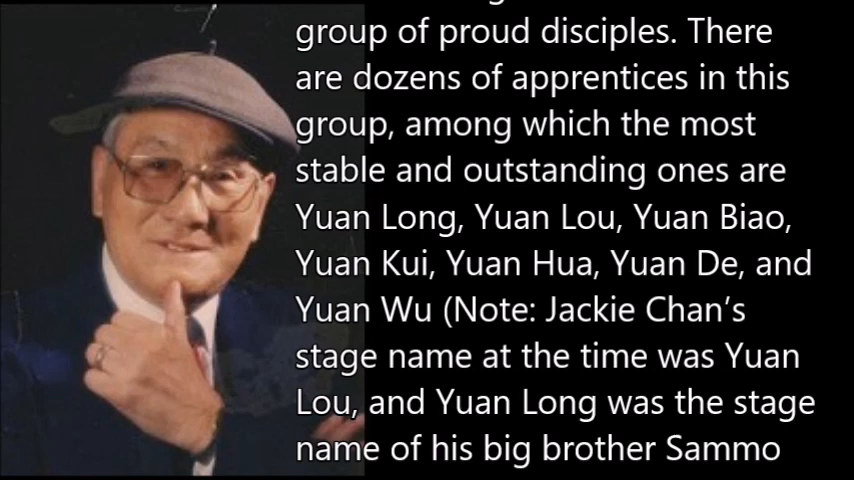 group of proud disciples. There
are dozens of apprentices in this
group, among which the most
stable and outstanding ones are
Yuan Long, Yuan Lou, Yuan Biao,
Yuan Kui, Yuan Hua, Yuan De, and
Yuan Wu (Note: Jackie Chan’s
stage name at the time was Yuan
Lou, and Yuan Long was the stage
name of his big brother Sammo